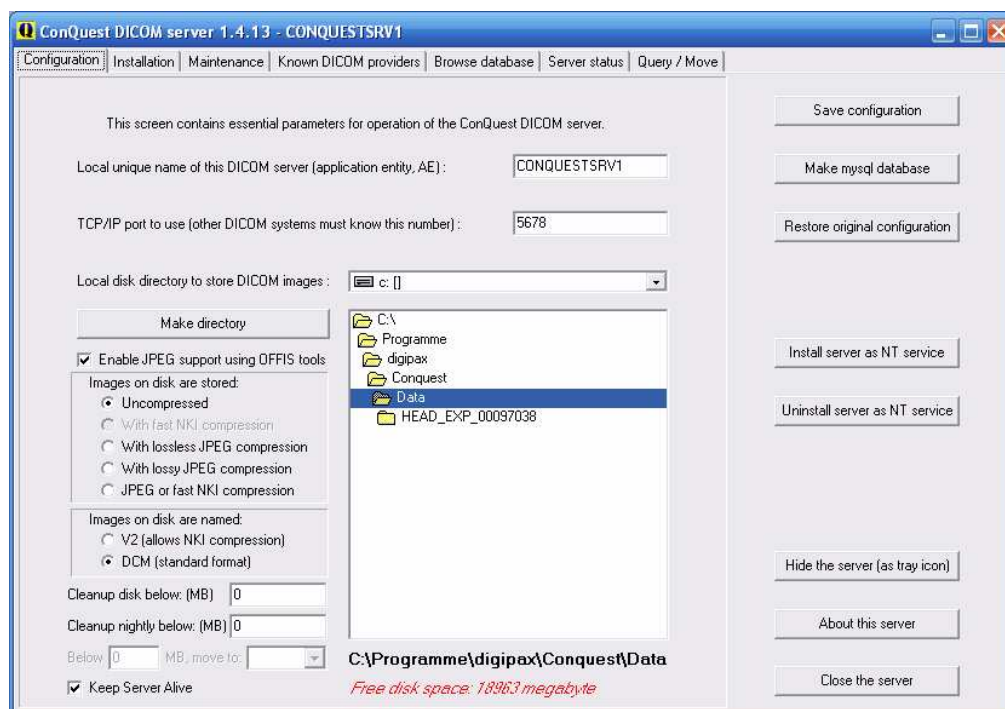 ConQuest DICOM server 1.4.13 - CONQUESTSRV1
Configuration Installation Maintenance Known DICOM providers Browse database Server status Query / Move
This screen contains essential parameters for operation of the ConQuest DICOM server.
Local unique name of this DICOM server (application entity, AE) : CONQUESTSRV1
TCP/IP port to use (other DICOM systems must know this number) : 5678
Local disk directory to store DICOM images : c: []
Make directory
Enable JPEG support using OFFIS tools
Images on disk are stored:
Uncompressed
With fast NKI compression
With lossless JPEG compression
With lossy JPEG compression
JPEG or fast NKI compression
Images on disk are named:
V2 (allows NKI compression)
DCM (standard format)
Cleanup disk below: (MB) 0
Cleanup nightly below: (MB) 0
Below 0 MB, move to:
Keep Server Alive
C:\
Programme
digipax
Conquest
Data
HEAD_EXP_00097038
C:\Programme\digipax\Conquest\Data
Free disk space: 18963 megabyte
Save configuration
Make mysql database
Restore original configuration
Install server as NT service
Uninstall server as NT service
Hide the server (as tray icon)
About this server
Close the server